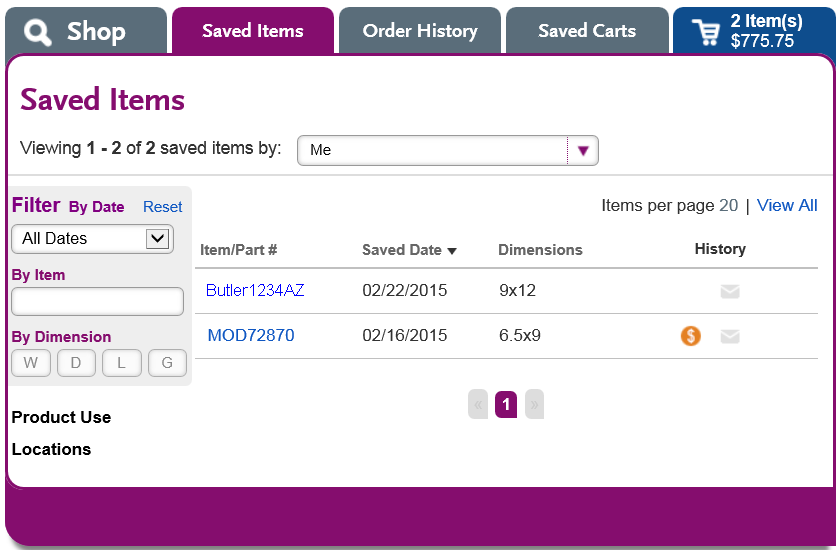 Shop
Saved Items
Order History
Saved Carts
2 Item(s)
$775.75
Saved Items
Viewing 1 - 2 of 2 saved items by: Me
Filter By Date Reset
All Dates
By Item
By Dimension
W D L G
Product Use
Locations
Items per page 20 | View All
Item/Part # Saved Date Dimensions History
Butler1234AZ 02/22/2015 9x12
MOD72870 02/16/2015 6.5x9 $
« 1 »